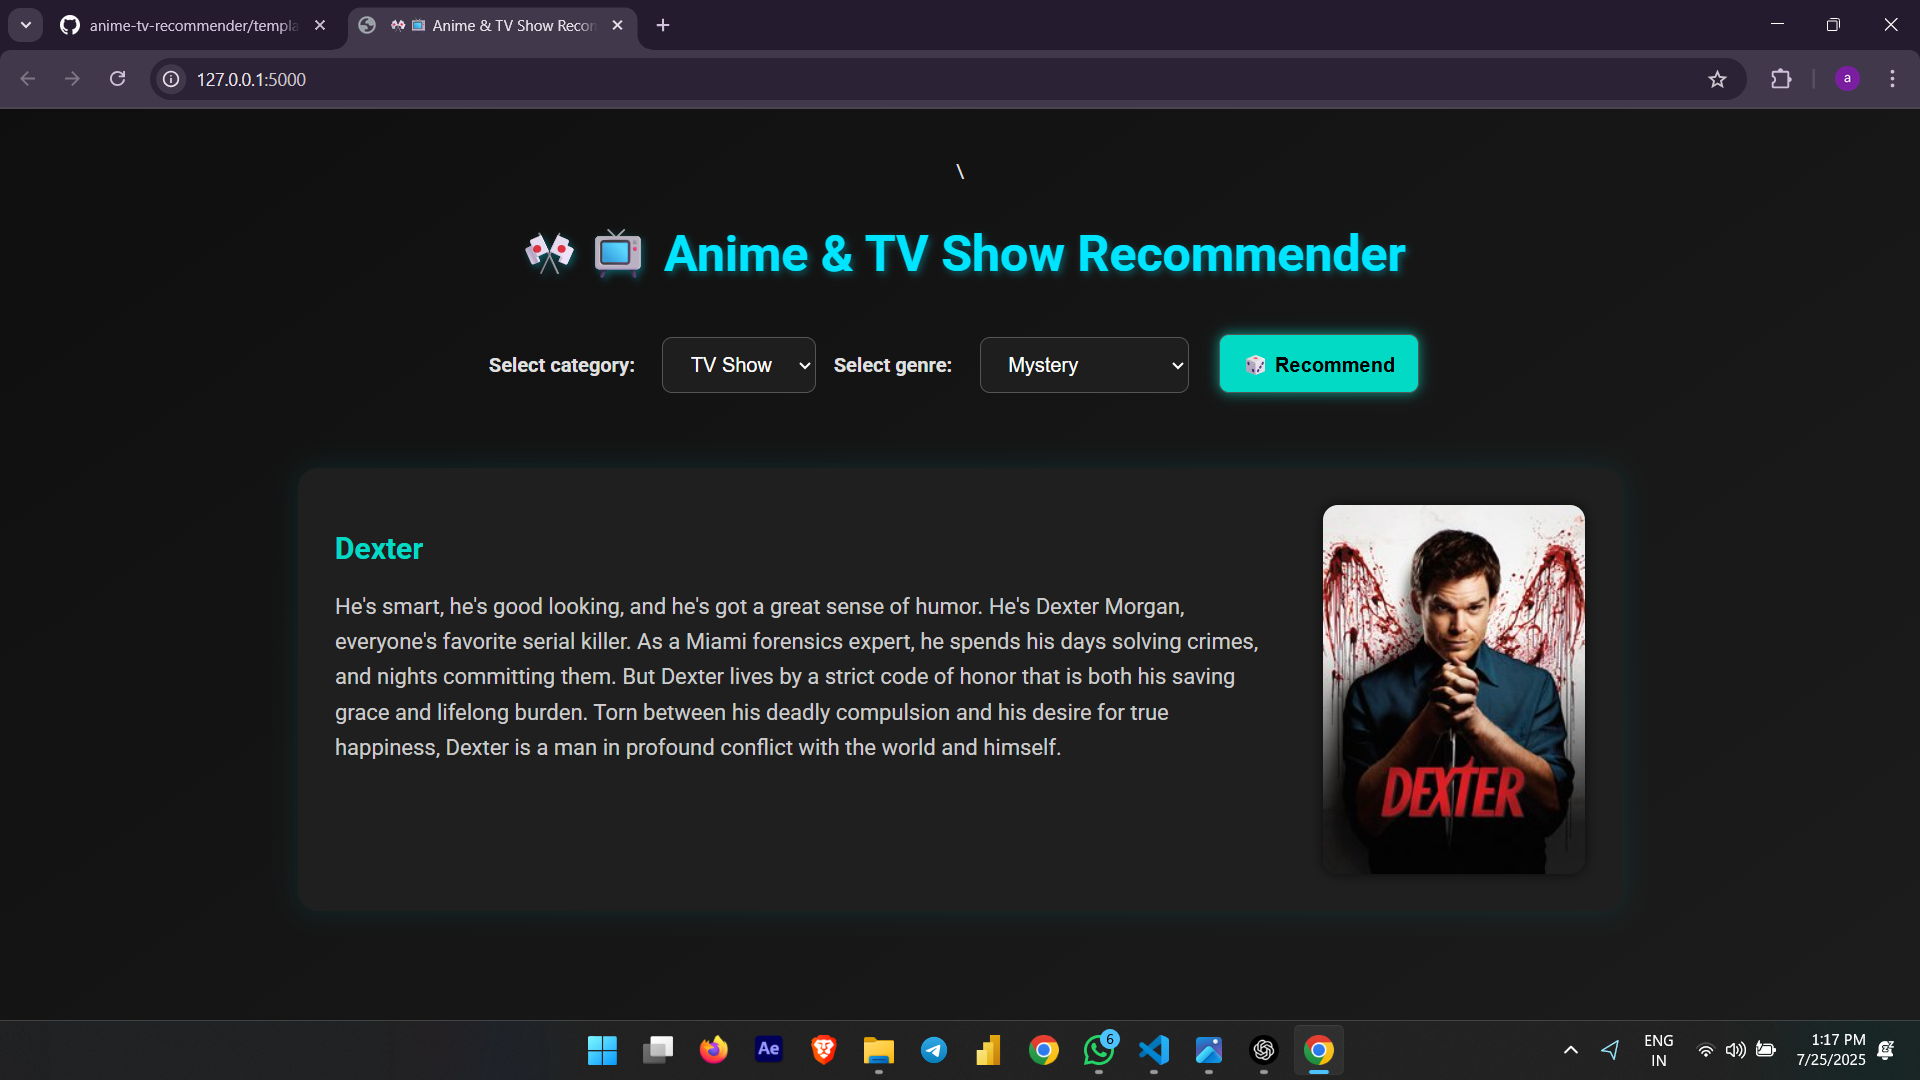 anime-tv-recommender/templa
🎌 📺 Anime & TV Show Recon
127.0.0.1:5000
a
\
🎌 📺 Anime & TV Show Recommender
Select category: TV Show Select genre: Mystery 🎲 Recommend
Dexter
He's smart, he's good looking, and he's got a great sense of humor. He's Dexter Morgan,
everyone's favorite serial killer. As a Miami forensics expert, he spends his days solving crimes,
and nights committing them. But Dexter lives by a strict code of honor that is both his saving
grace and lifelong burden. Torn between his deadly compulsion and his desire for true
happiness, Dexter is a man in profound conflict with the world and himself.
DEXTER
Ae
6
ENG
IN
1:17 PM
7/25/2025